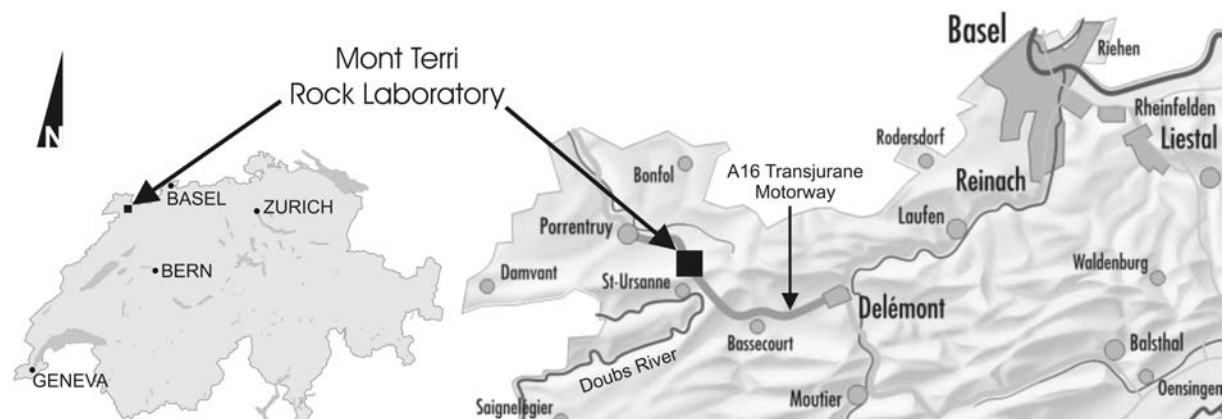 Mont Terri
Rock Laboratory
N
BASEL
ZURICH
BERN
GENEVA
Basel
Riehen
Rheinfelden
Liestal
Rodersdorf
Bonfol
A16 Transjurane
Motorway
Reinach
Porrentruy
Laufen
Damvant
St-Ursanne
Waldenburg
Delémont
Bassecourt
Balsthal
Doubs River
Oensingen
Moutier
Saignelégier